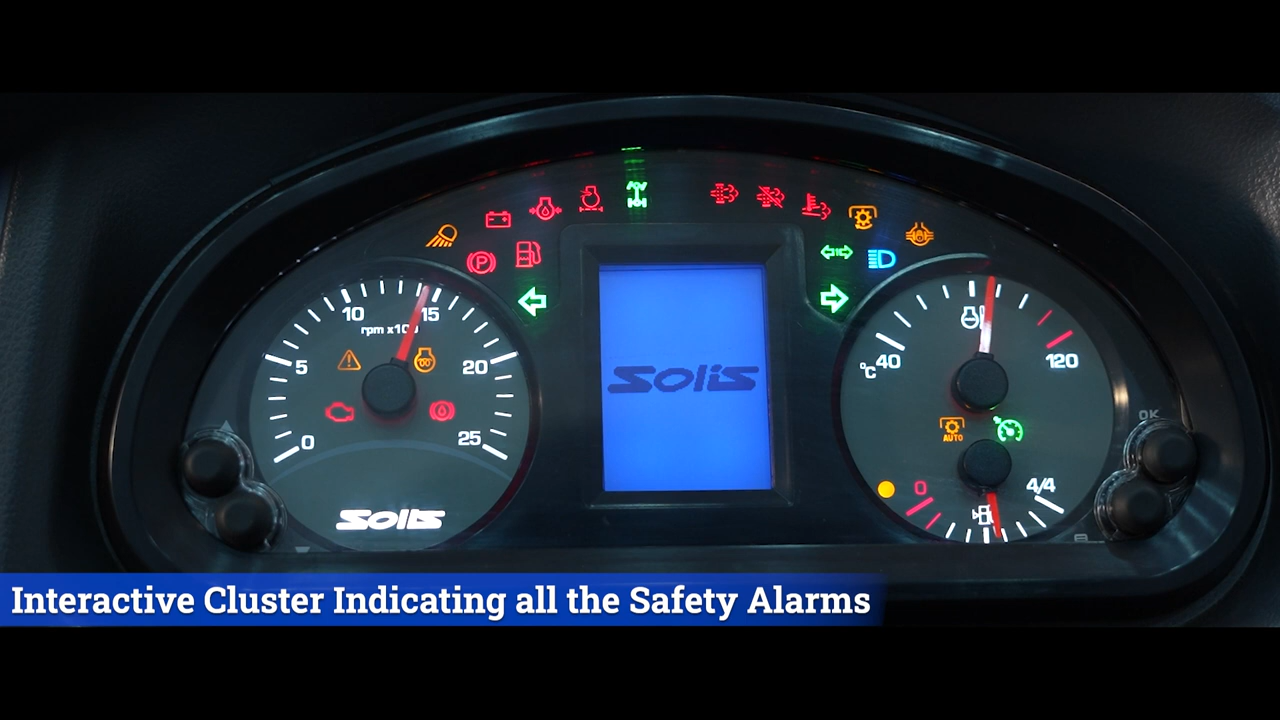 10
15
rpm x100
5
20
0
25
Solis
Solis
40
°C
120
AUTO
0
4/4
OK
P
Interactive Cluster Indicating all the Safety Alarms